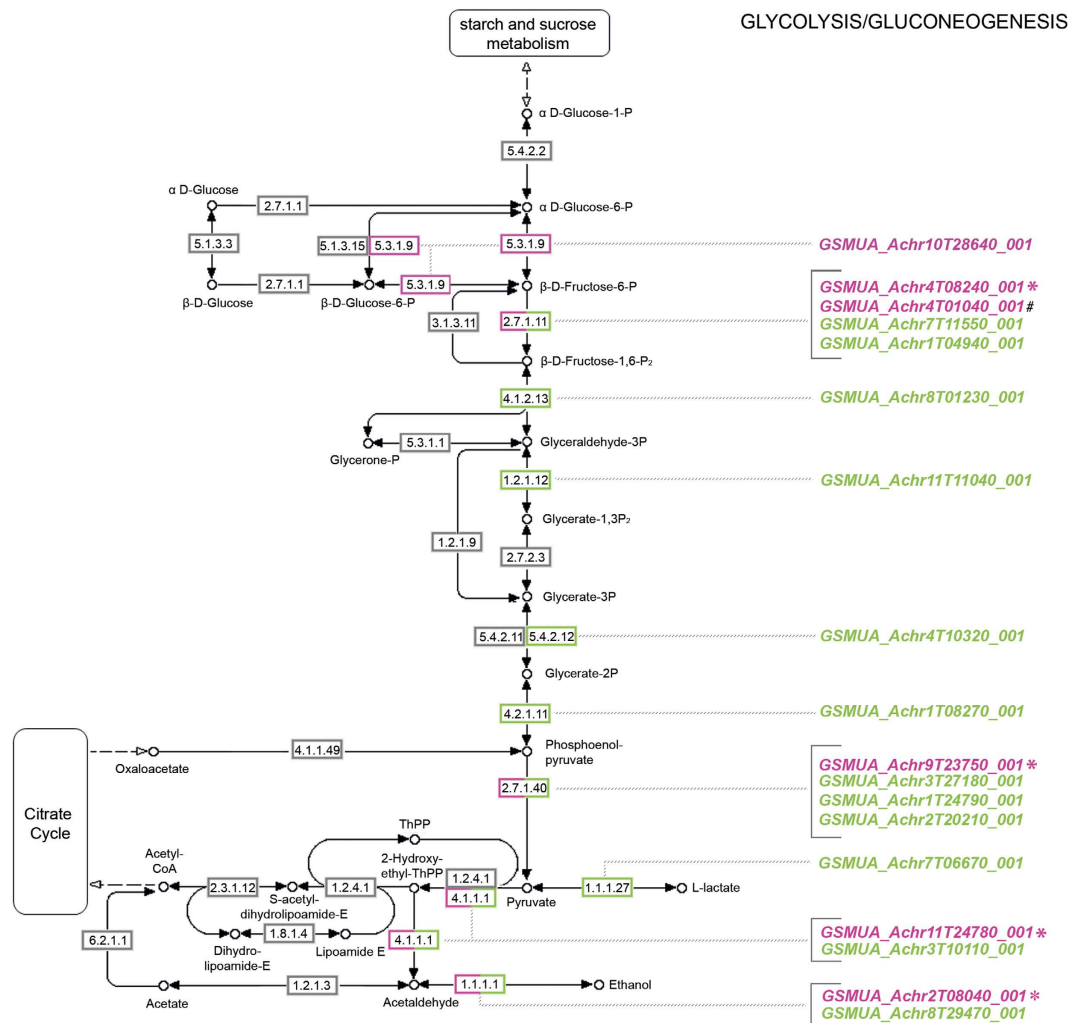 GLYCOLYSIS/GLUCONEOGENESIS
starch and sucrose
metabolism
α D-Glucose-1-P
5.4.2.2
α D-Glucose
2.7.1.1
α D-Glucose-6-P
5.1.3.3
5.1.3.15
5.3.1.9
5.3.1.9
GSMUA_Achr10T28640_001
2.7.1.1
5.3.1.9
β-D-Glucose
β-D-Glucose-6-P
β-D-Fructose-6-P
GSMUA_Achr4T08240_001*
GSMUA_Achr4T01040_001#
3.1.3.11
2.7.1.11
GSMUA_Achr7T11550_001
GSMUA_Achr1T04940_001
β-D-Fructose-1,6-P₂
4.1.2.13
GSMUA_Achr8T01230_001
5.3.1.1
Glyceraldehyde-3P
Glycerone-P
1.2.1.12
GSMUA_Achr11T11040_001
Glycerate-1,3P₂
1.2.1.9
2.7.2.3
Glycerate-3P
5.4.2.11
5.4.2.12
GSMUA_Achr4T10320_001
Glycerate-2P
4.2.1.11
GSMUA_Achr1T08270_001
4.1.1.49
Oxaloacetate
Phosphoenol-
pyruvate
GSMUA_Achr9T23750_001*
GSMUA_Achr3T27180_001
2.7.1.40
GSMUA_Achr1T24790_001
GSMUA_Achr2T20210_001
Citrate
Cycle
ThPP
Acetyl-
CoA
2-Hydroxy-
ethyl-ThPP
GSMUA_Achr7T06670_001
2.3.1.12
1.2.4.1
1.2.4.1
4.1.1.1
1.1.1.27
L-lactate
S-acetyl-
dihydrolipoamide-E
Pyruvate
6.2.1.1
1.8.1.4
4.1.1.1
GSMUA_Achr11T24780_001*
GSMUA_Achr3T10110_001
Dihydro-
lipoamide-E
Lipoamide E
1.2.1.3
1.1.1.1
Ethanol
Acetate
Acetaldehyde
GSMUA_Achr2T08040_001*
GSMUA_Achr8T29470_001